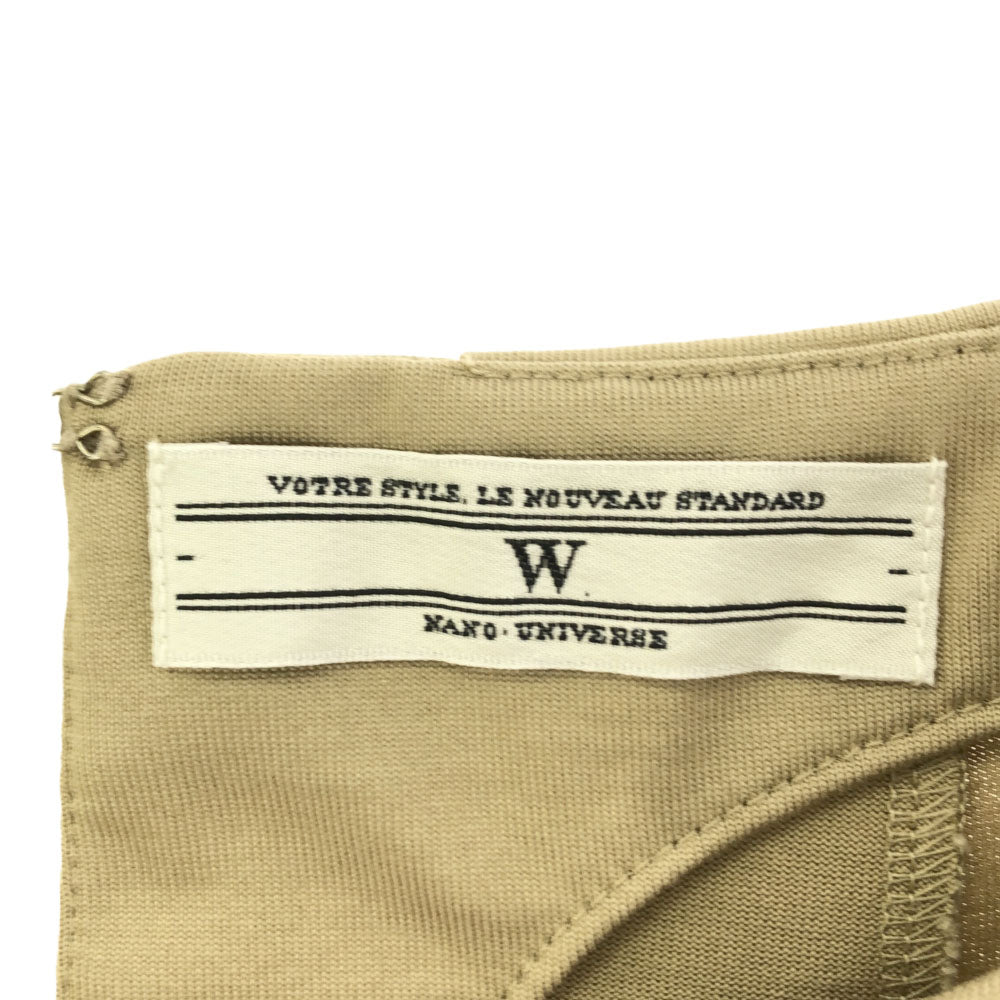 VOTRE STYLE, LE NOUVEAU STANDARD
W
NANO · UNIVERSE